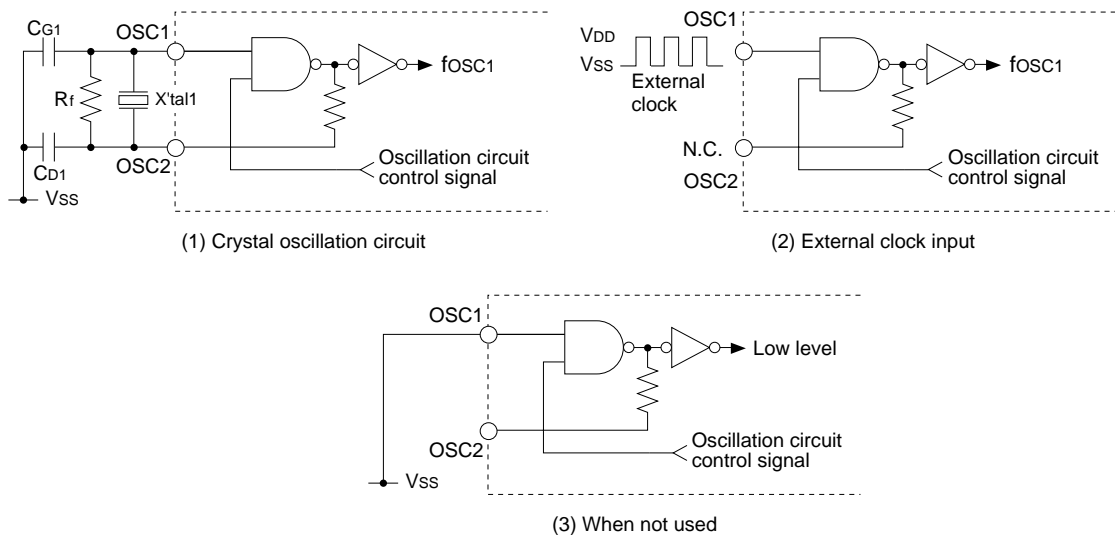 CG1
OSC1
fOSC1
Rf
X'tal1
CD1
OSC2
VSS
Oscillation circuit
control signal
(1) Crystal oscillation circuit
OSC1
VDD
VSS
External
clock
fOSC1
N.C.
OSC2
Oscillation circuit
control signal
(2) External clock input
OSC1
Low level
OSC2
VSS
Oscillation circuit
control signal
(3) When not used